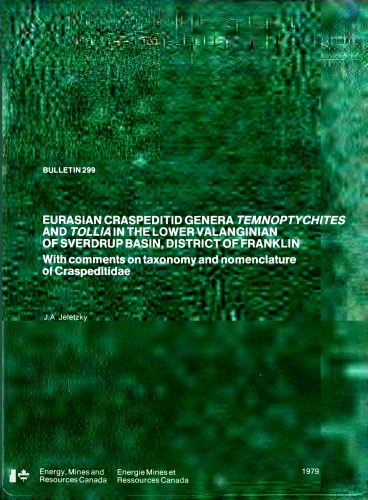 BULLETIN 299
EURASIAN CRASPEDITID GENERA TEMNOPTYCHITES
AND TOLLIA IN THE LOWER VALANGINIAN
OF SVERDRUP BASIN, DISTRICT OF FRANKLIN
With comments on taxonomy and nomenclature
of Craspeditidae
J.A. Jeletzky
Energy, Mines and
Resources Canada
Energie Mines et
Ressources Canada
1979